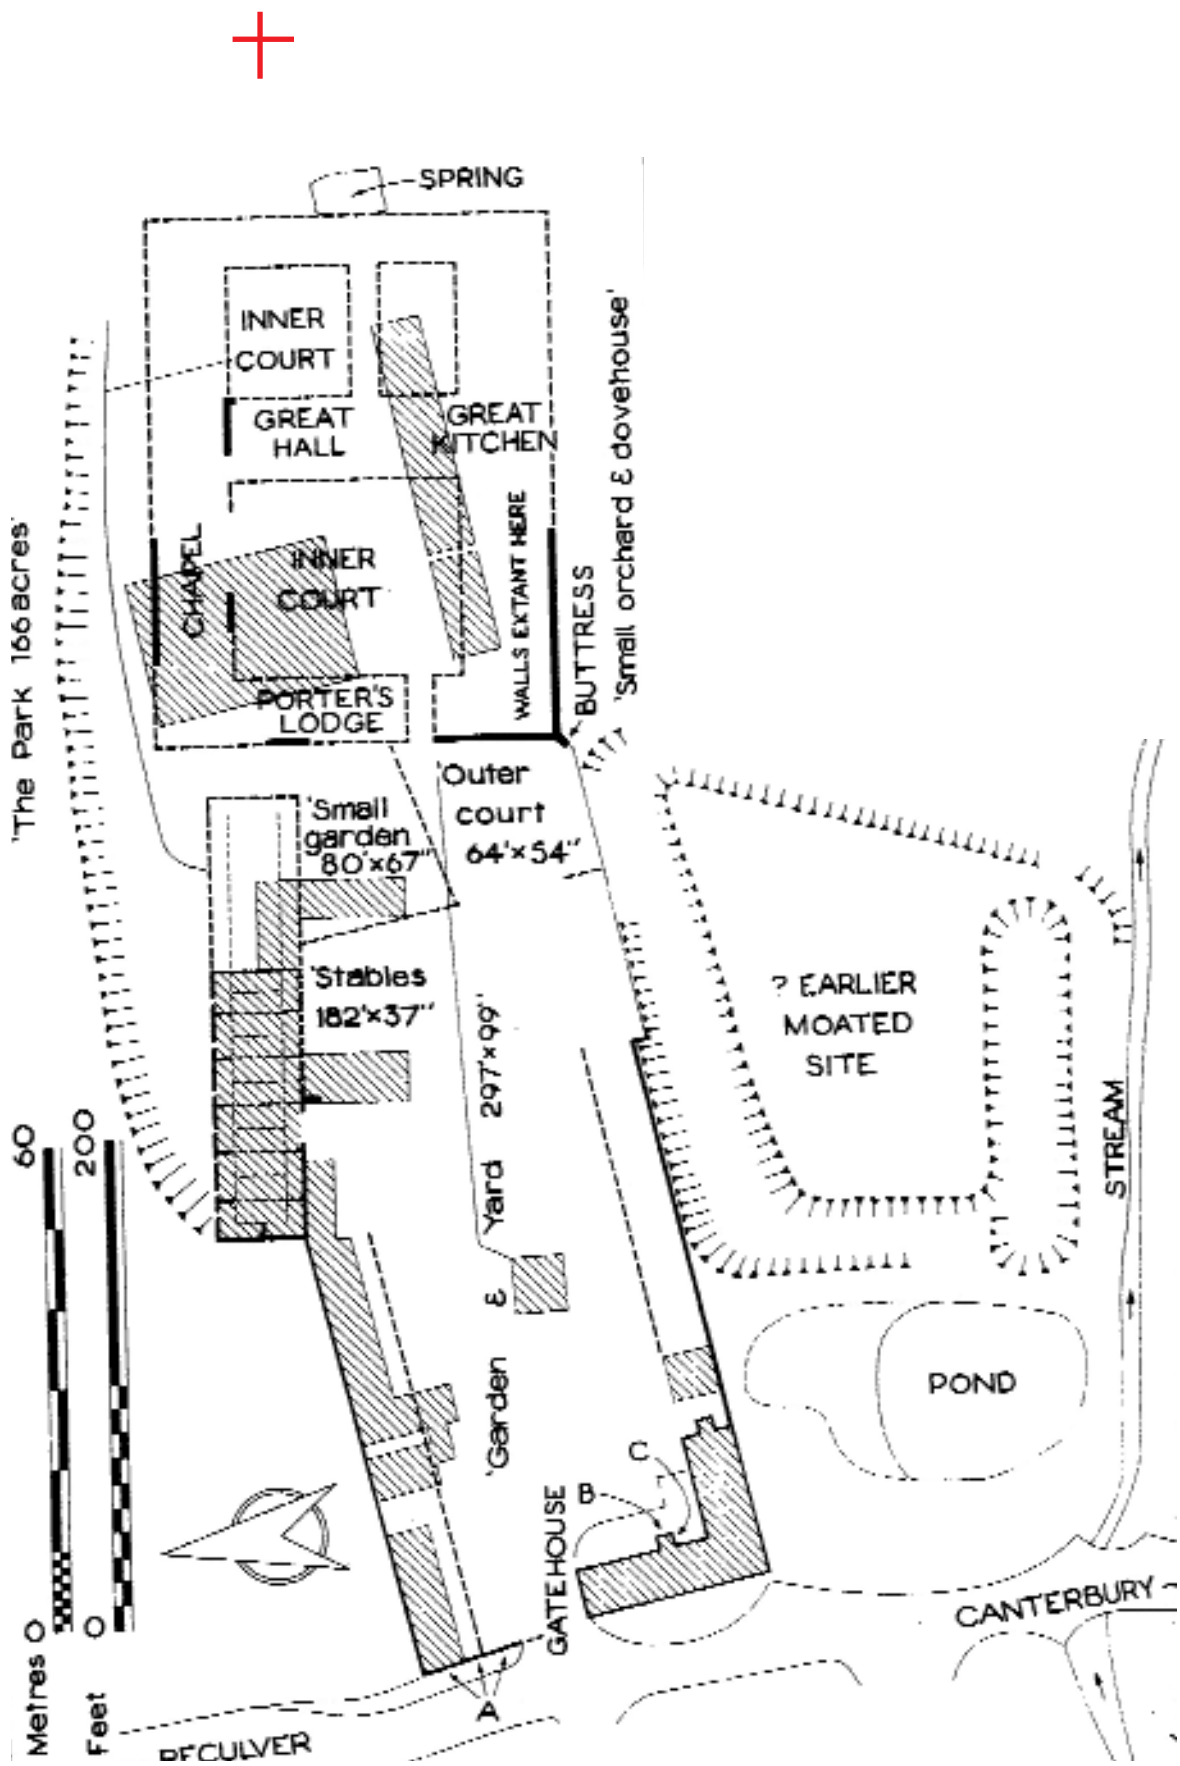 SPRING
INNER
COURT
GREAT
HALL
GREAT
KITCHEN
'Small orchard & dovehouse'
'The Park 166acres'
CHAPEL
INNER
COURT
WALLS EXTANT HERE
BUTTRESS
PORTER'S
LODGE
Outer
court
64'×54"
'Small
garden
80'×67"
'Stables
182'×37"
'Garden & Yard 297'×99"
? EARLIER
MOATED
SITE
STREAM
60
200
POND
C
B
GATEHOUSE
CANTERBURY
0
0
Metres
Feet
A
RECULVER